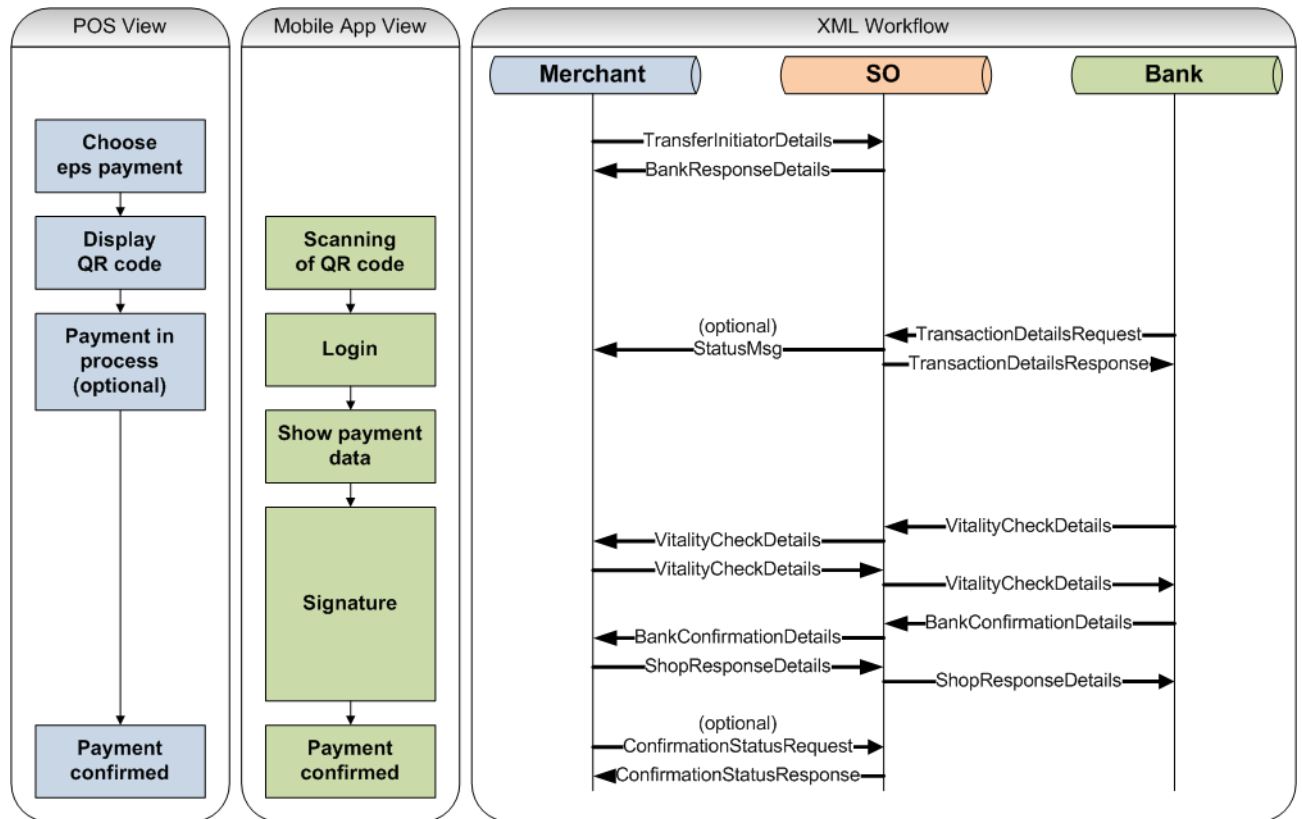 POS View
Choose
eps payment
Display
QR code
Payment in
process
(optional)
Payment
confirmed
Mobile App View
Scanning
of QR code
Login
Show payment
data
Signature
Payment
confirmed
XML Workflow
Merchant
SO
Bank
TransferInitiatorDetails
BankResponseDetails
TransactionDetailsRequest
(optional)
StatusMsg
TransactionDetailsResponse
VitalityCheckDetails
VitalityCheckDetails
VitalityCheckDetails
VitalityCheckDetails
BankConfirmationDetails
BankConfirmationDetails
ShopResponseDetails
ShopResponseDetails
(optional)
ConfirmationStatusRequest
ConfirmationStatusResponse